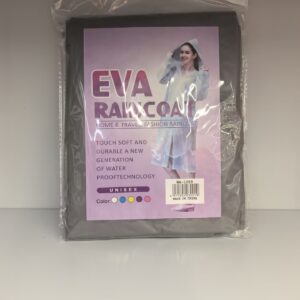 EVA
RAINCOAT
HOME & TRAVEL FASHION RAIN
TOUCH SOFT AND
DURABLE A NEW
GENERATION
OF WATER
PROOFTECHNOLOGY
UNISEX
Color:
MADE IN CHINA